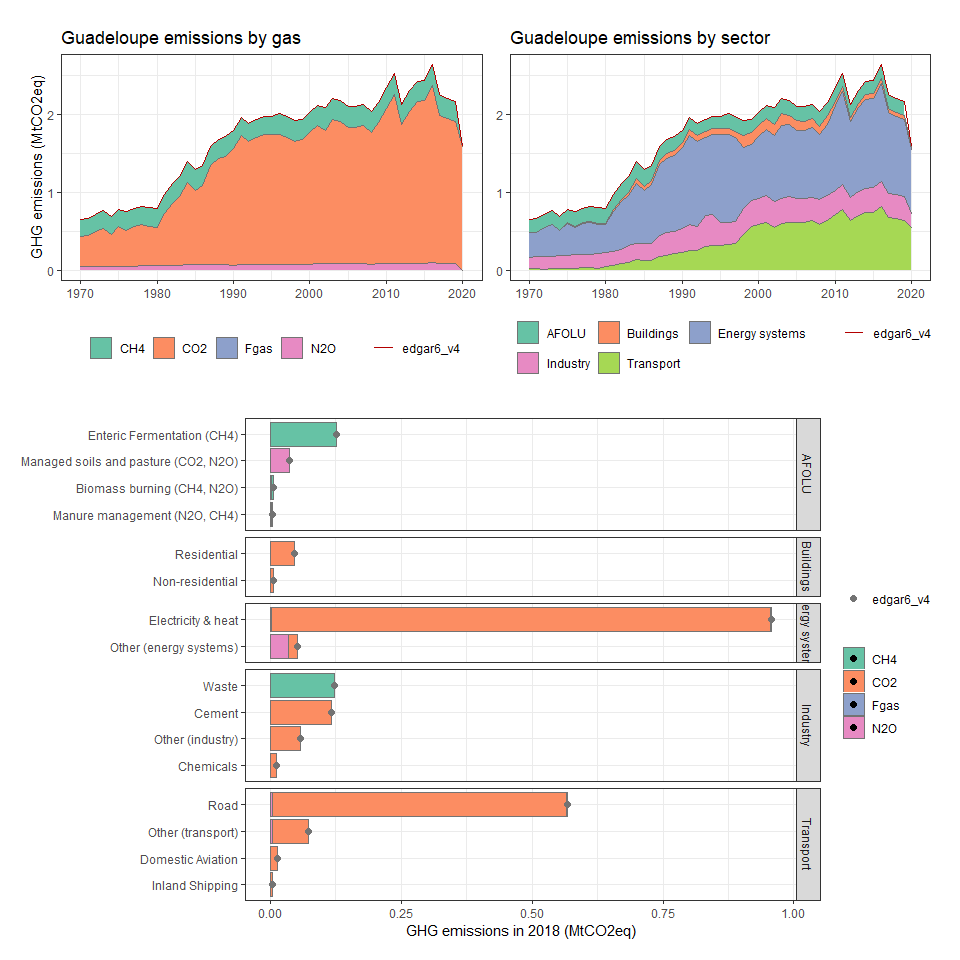 Guadeloupe emissions by gas
GHG emissions (MtCO2eq)
2
1
0
1970 1980 1990 2000 2010 2020
CH4 CO2 Fgas N2O edgar6_v4
Guadeloupe emissions by sector
2
1
0
1970 1980 1990 2000 2010 2020
AFOLU Buildings Energy systems edgar6_v4
Industry Transport
Enteric Fermentation (CH4)
Managed soils and pasture (CO2, N2O)
Biomass burning (CH4, N2O)
Manure management (N2O, CH4)
AFOLU
Residential
Non-residential
Buildings
Electricity & heat
Other (energy systems)
ergy system
Waste
Cement
Other (industry)
Chemicals
Industry
Road
Other (transport)
Domestic Aviation
Inland Shipping
Transport
0.00 0.25 0.50 0.75 1.00
GHG emissions in 2018 (MtCO2eq)
edgar6_v4
CH4
CO2
Fgas
N2O